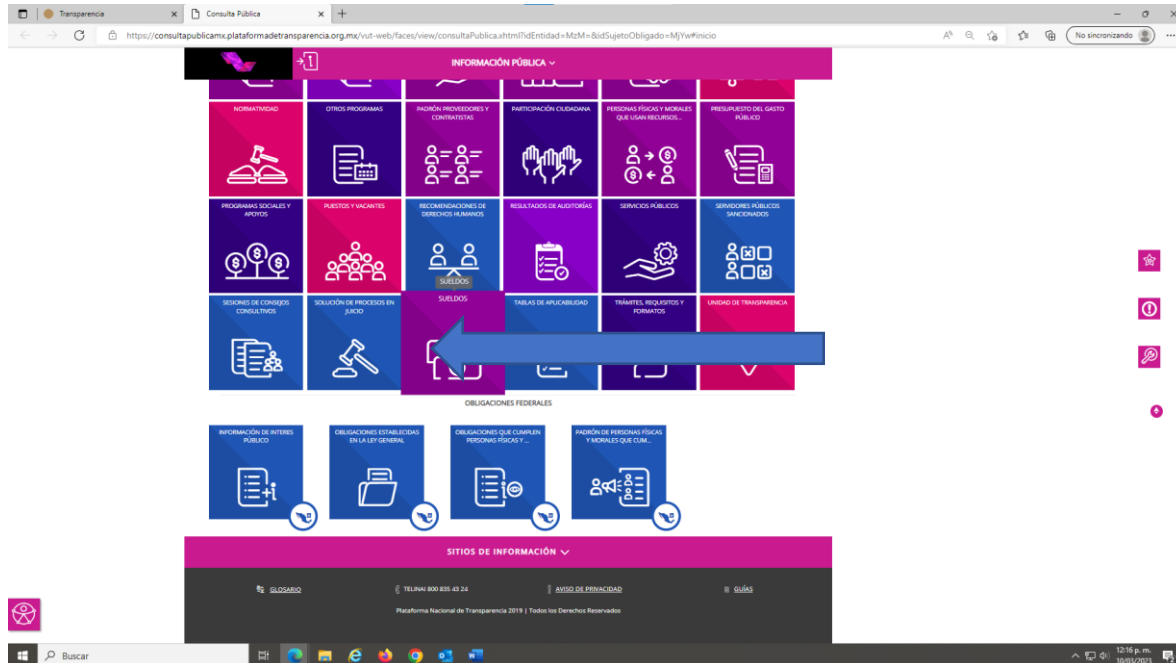 Transparencia
Consulta Pública
https://consultapublicamx.plataformadetransparencia.org.mx/vut-web/faces/view/consultaPublica.xhtml?idEntidad=MzM=&idSujetoObligado=MjYw#inicio
No sincronizando
INFORMACIÓN PÚBLICA
NORMATIVIDAD
OTROS PROGRAMAS
PADRÓN PROVEEDORES Y
CONTRATISTAS
PARTICIPACIÓN CIUDADANA
PERSONAS FÍSICAS Y MORALES
QUE USAN RECURSOS...
PRESUPUESTO DEL GASTO
PÚBLICO
PROGRAMAS SOCIALES Y
APOYOS
PUESTOS Y VACANTES
RECOMENDACIONES DE
DERECHOS HUMANOS
RESULTADOS DE AUDITORÍAS
SERVICIOS PÚBLICOS
SERVIDORES PÚBLICOS
SANCIONADOS
SUELDOS
SESIONES DE CONSEJOS
CONSULTIVOS
SOLUCIÓN DE PROCESOS EN
JUICIO
SUELDOS
TABLAS DE APLICABILIDAD
TRÁMITES, REQUISITOS Y
FORMATOS
UNIDAD DE TRANSPARENCIA
OBLIGACIONES FEDERALES
INFORMACIÓN DE INTERES
PÚBLICO
OBLIGACIONES ESTABLECIDAS
EN LA LEY GENERAL
OBLIGACIONES QUE CUMPLEN
PERSONAS FÍSICAS Y ...
PADRÓN DE PERSONAS FÍSICAS
Y MORALES QUE CUM...
SITIOS DE INFORMACIÓN
GLOSARIO
TELINAI 800 835 43 24
AVISO DE PRIVACIDAD
GUÍAS
Plataforma Nacional de Transparencia 2019 | Todos los Derechos Reservados
Buscar
12:16 p. m.
10/03/2023